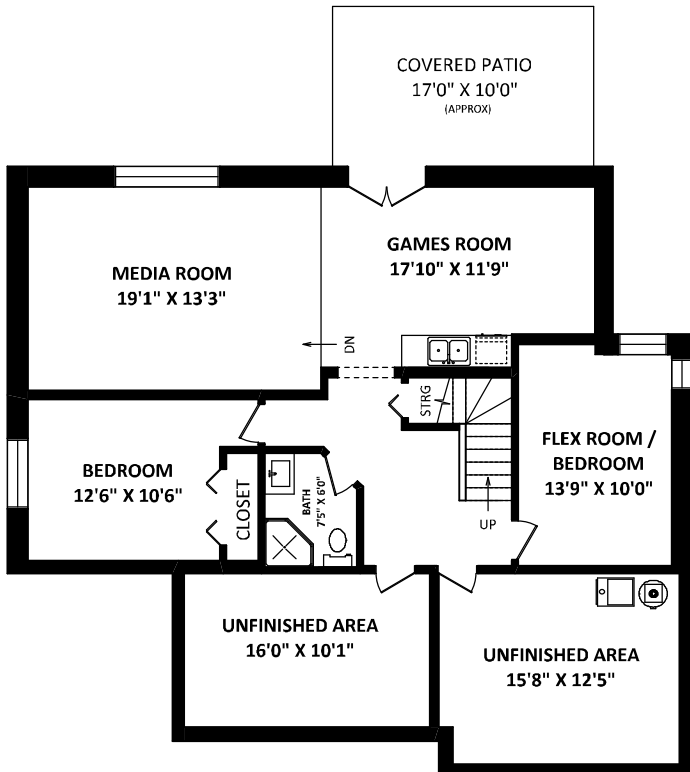 COVERED PATIO
17'0" X 10'0"
(APPROX)
GAMES ROOM
17'10" X 11'9"
MEDIA ROOM
19'1" X 13'3"
DN
STRG
FLEX ROOM /
BEDROOM
13'9" X 10'0"
BEDROOM
12'6" X 10'6"
CLOSET
BATH
7'5" X 6'0"
UP
UNFINISHED AREA
16'0" X 10'1"
UNFINISHED AREA
15'8" X 12'5"